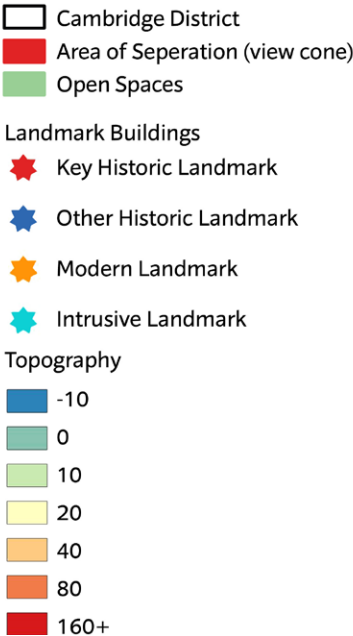 Cambridge District
Area of Seperation (view cone)
Open Spaces
Landmark Buildings
Key Historic Landmark
Other Historic Landmark
Modern Landmark
Intrusive Landmark
Topography
-10
0
10
20
40
80
160+